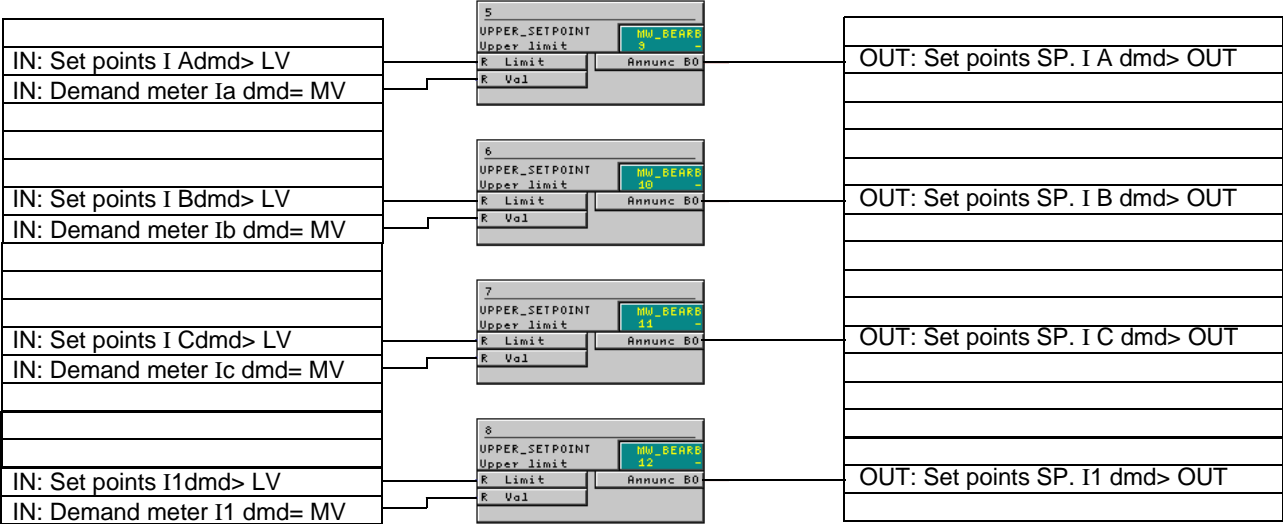 5
UPPER_SETPOINT MW_BEARB
Upper limit 9 -
IN: Set points I Admd> LV R Limit Annunc BO OUT: Set points SP. I A dmd> OUT
IN: Demand meter Ia dmd= MV R Val
6
UPPER_SETPOINT MW_BEARB
Upper limit 10 -
IN: Set points I Bdmd> LV R Limit Annunc BO OUT: Set points SP. I B dmd> OUT
IN: Demand meter Ib dmd= MV R Val
7
UPPER_SETPOINT MW_BEARB
Upper limit 11 -
IN: Set points I Cdmd> LV R Limit Annunc BO OUT: Set points SP. I C dmd> OUT
IN: Demand meter Ic dmd= MV R Val
8
UPPER_SETPOINT MW_BEARB
Upper limit 12 -
IN: Set points I1dmd> LV R Limit Annunc BO OUT: Set points SP. I1 dmd> OUT
IN: Demand meter I1 dmd= MV R Val